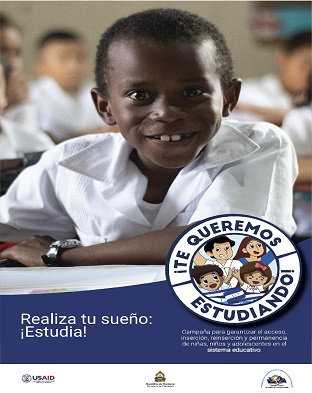 ¡TE QUEREMOS
ESTUDIANDO!
Realiza tu sueño:
¡Estudia!
Campaña para garantizar el acceso,
inserción, reinserción y permanencia
de niñas, niños y adolescentes en el
sistema educativo.
USAID